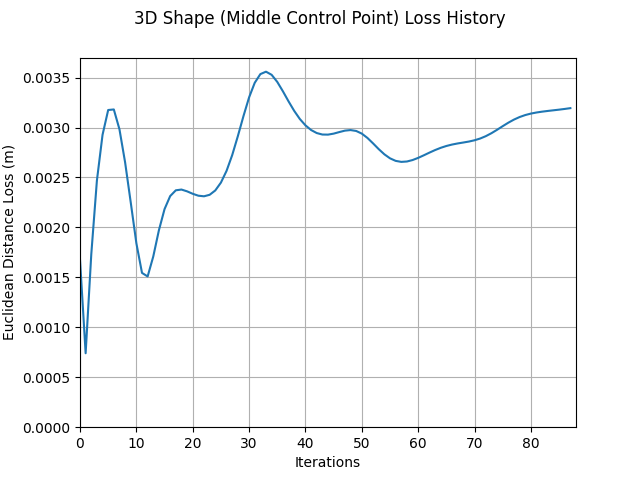 3D Shape (Middle Control Point) Loss History
Euclidean Distance Loss (m)
0.0035
0.0030
0.0025
0.0020
0.0015
0.0010
0.0005
0.0000
0 10 20 30 40 50 60 70 80
Iterations